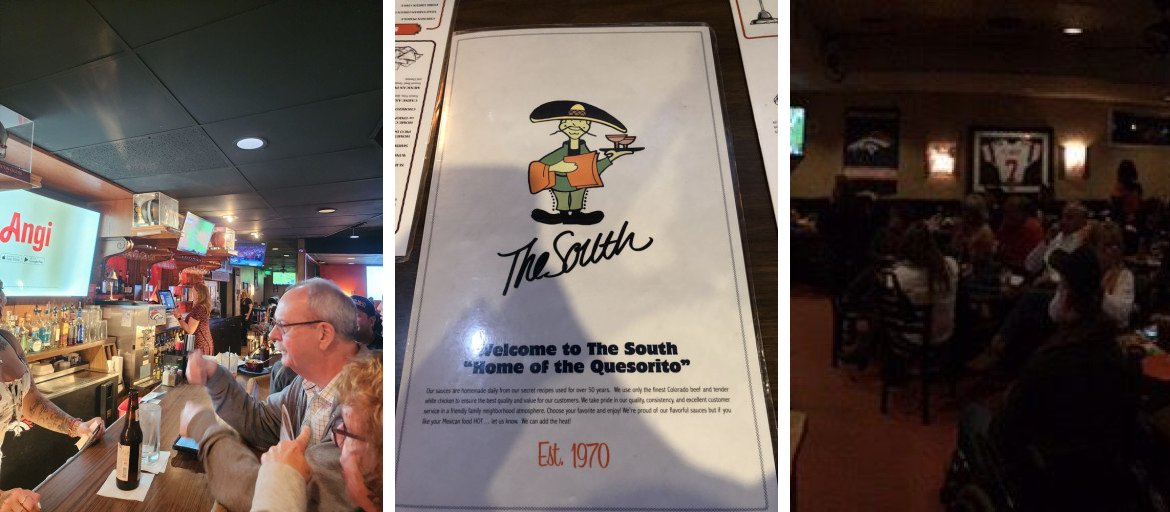 Angi
The South
Welcome to The South
"Home of the Quesorito"
Our sauces are homemade daily from our secret recipes used for over 50 years. We use only the finest Colorado beef and tender
white chicken to ensure the best quality and value for our customers. We take pride in our quality, consistency, and excellent customer
service in a friendly family neighborhood atmosphere. Choose your favorite and enjoy! We're proud of our flavorful sauces but if you
like your Mexican food HOT . . . let us know. We can add the heat!
Est. 1970
7